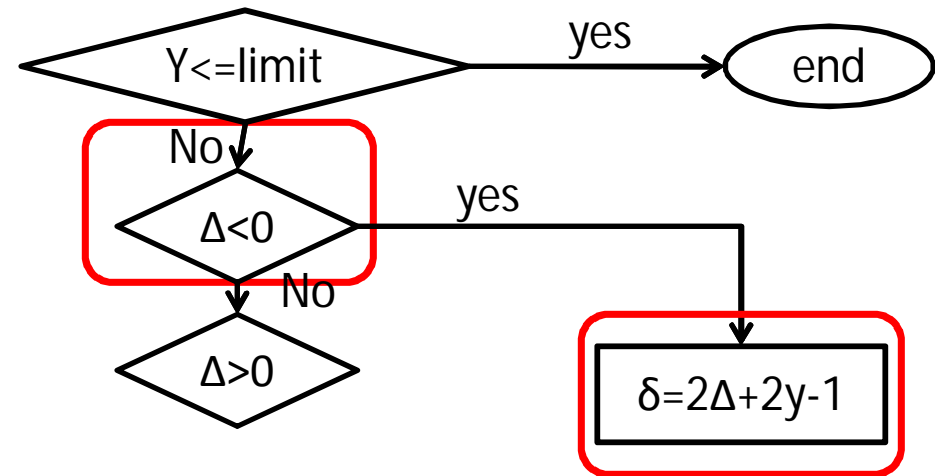 Y<=limit
yes
end
No
Δ<0
yes
No
Δ>0
δ=2Δ+2y-1